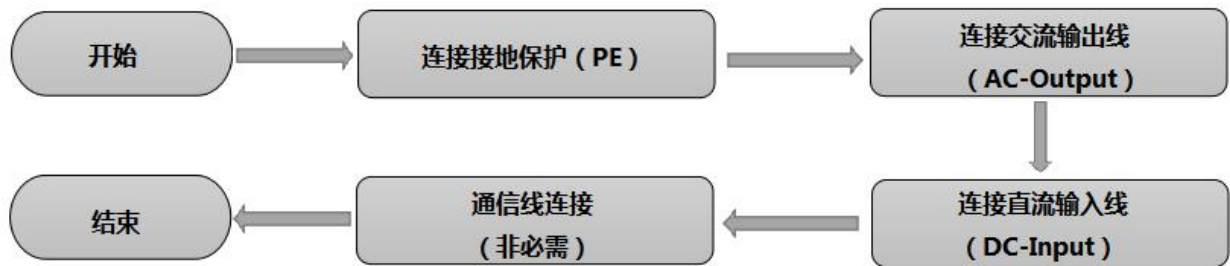 开始
连接接地保护（PE）
连接交流输出线
（AC-Output）
连接直流输入线
（DC-Input）
通信线连接
（非必需）
结束